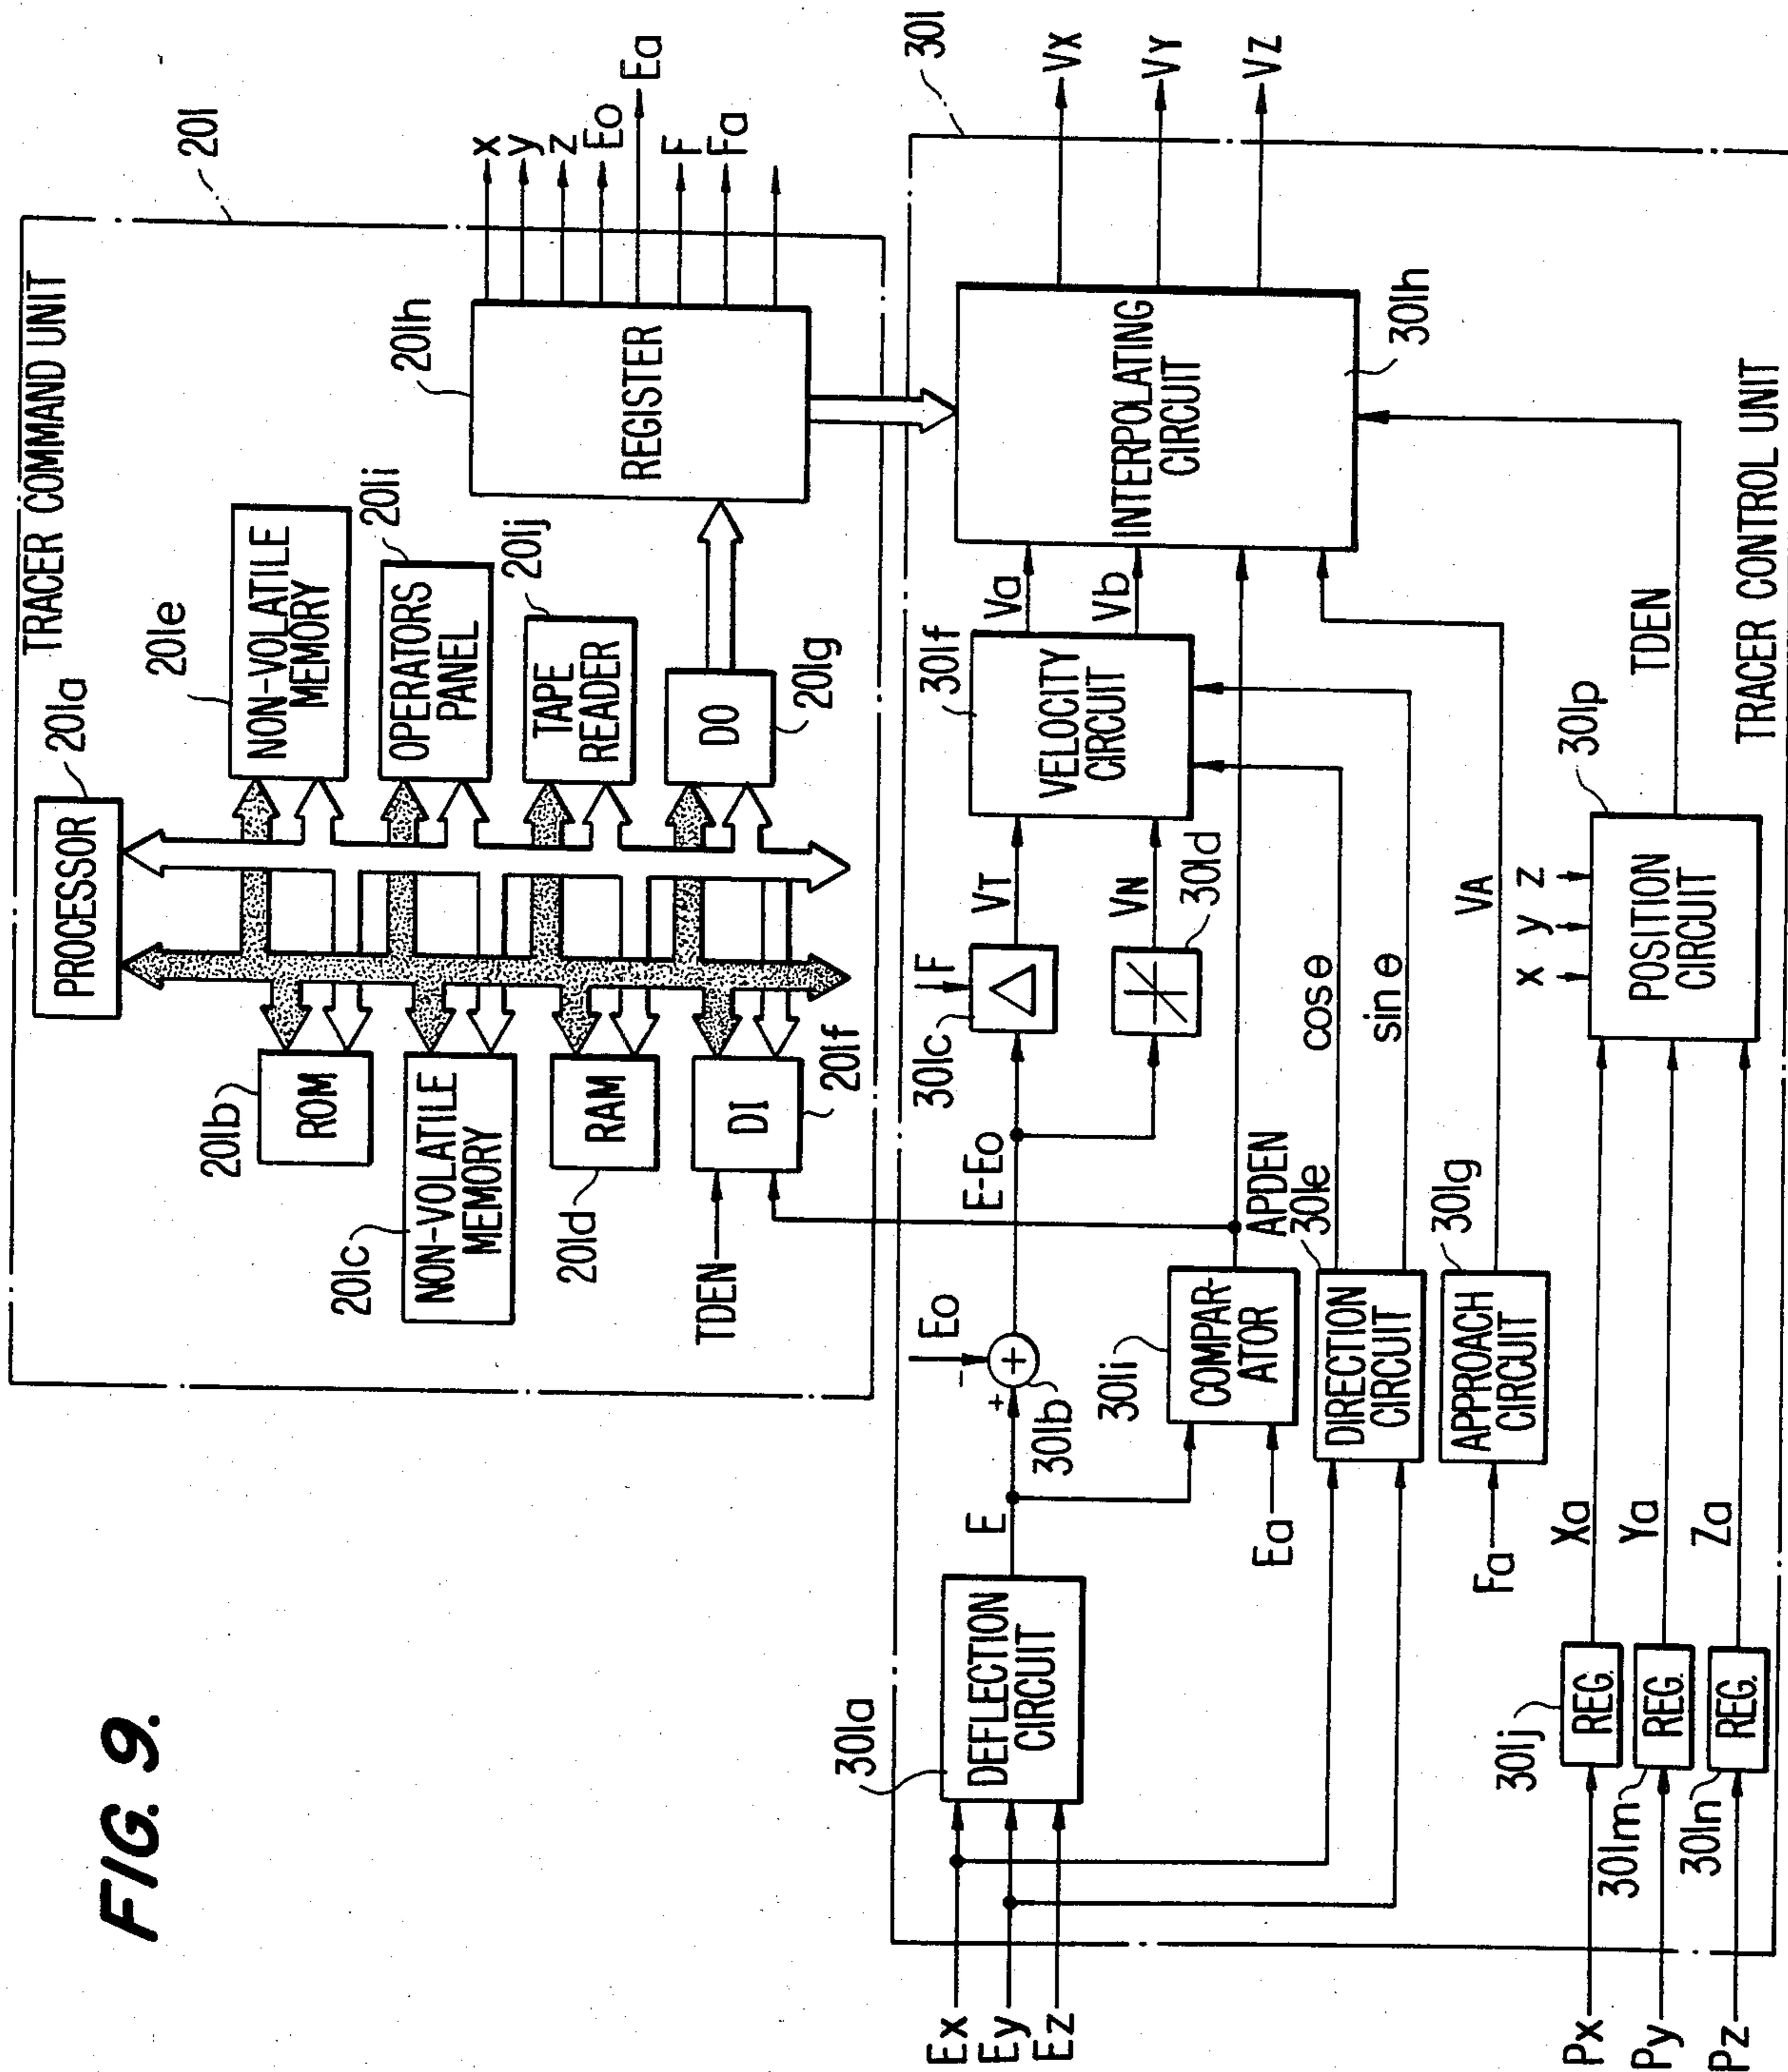 FIG. 9.
TRACER COMMAND UNIT
201
PROCESSOR
201a
201b
ROM
201c
NON-VOLATILE
MEMORY
201d
RAM
201e
NON-VOLATILE
MEMORY
201i
OPERATORS
PANEL
201j
TAPE
READER
DI
201f
DO
201g
TDEN
201h
REGISTER
x
y
z
Eo
Ea
F
Fa
301
Ex
Ey
Ez
301a
DEFLECTION
CIRCUIT
E
Eo
-
+
+
301b
E-Eo
301c
F
VT
VN
301d
301f
VELOCITY
CIRCUIT
Va
Vb
INTERPOLATING
CIRCUIT
301h
VX
VY
VZ
301i
COMPAR-
ATOR
Ea
APDEN
301e
DIRECTION
CIRCUIT
cos θ
sin θ
301g
APPROACH
CIRCUIT
Fa
VA
Px
Py
Pz
301j
REG.
301m
REG.
301n
REG.
Xa
Ya
Za
x y z
POSITION
CIRCUIT
301p
TDEN
TRACER CONTROL UNIT